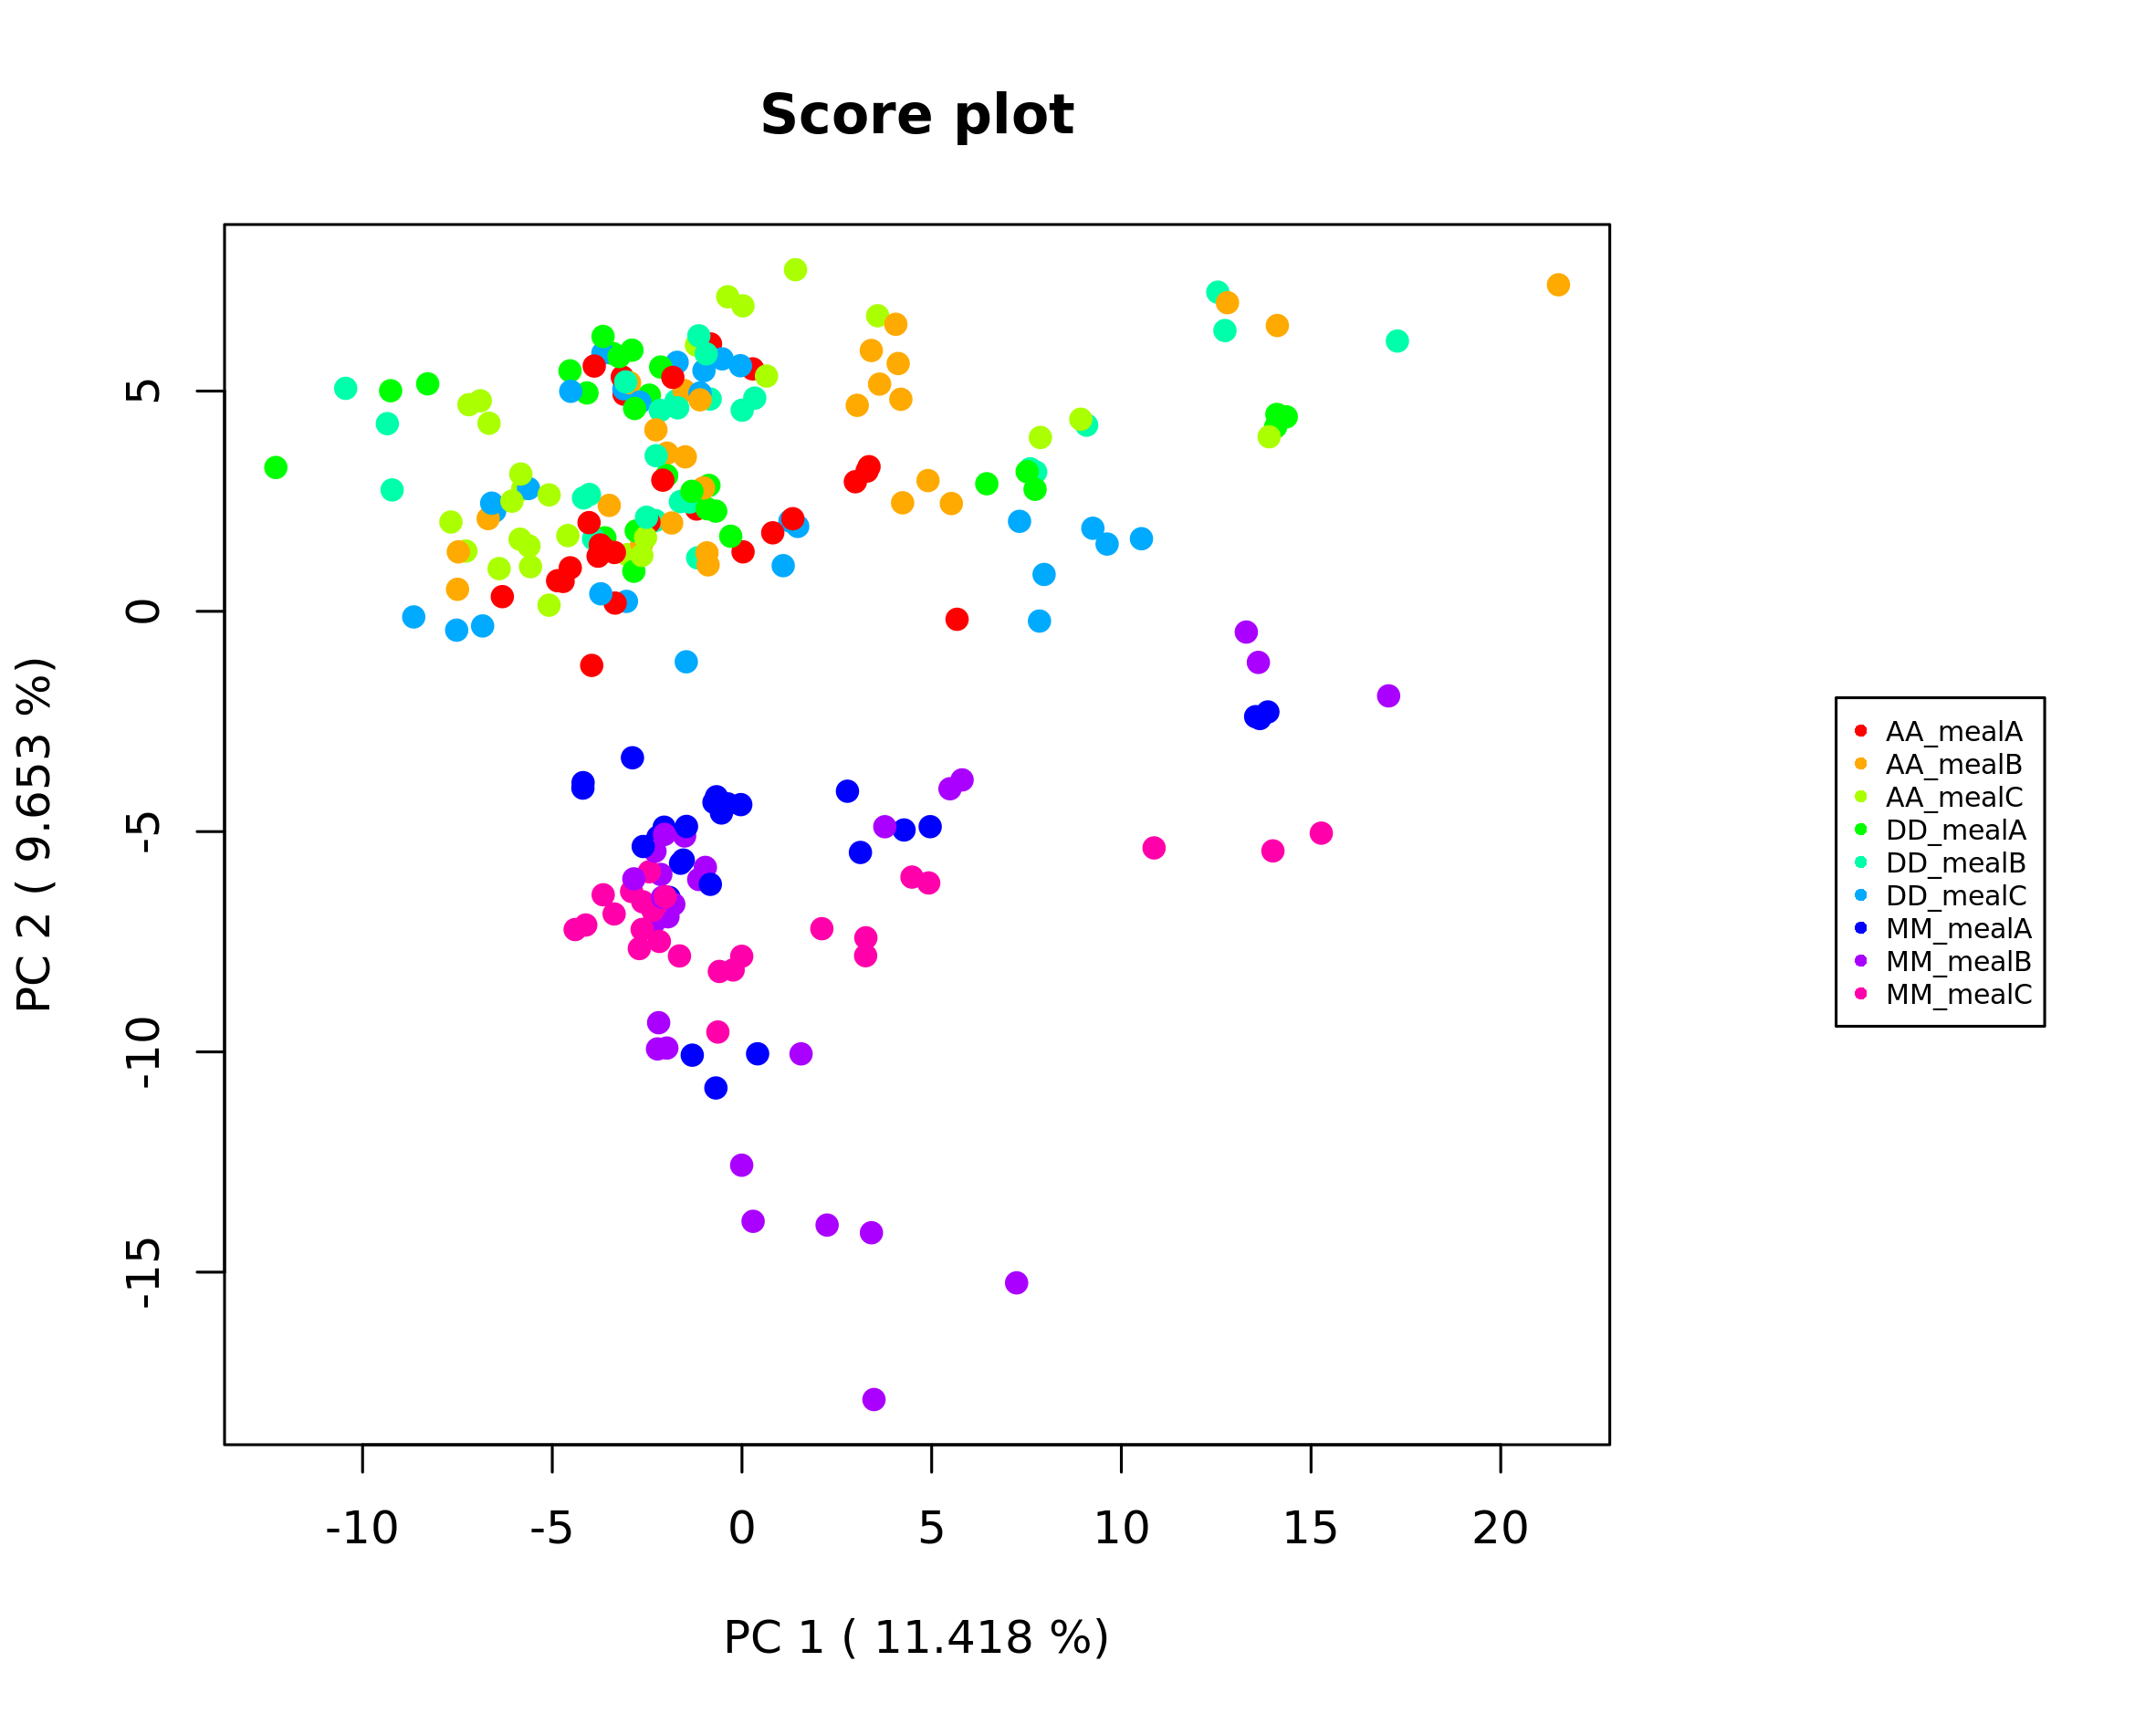 Score plot
5
0
-5
-10
-15
PC 2 ( 9.653 %)
-10 -5 0 5 10 15 20
PC 1 ( 11.418 %)
AA_mealA
AA_mealB
AA_mealC
DD_mealA
DD_mealB
DD_mealC
MM_mealA
MM_mealB
MM_mealC